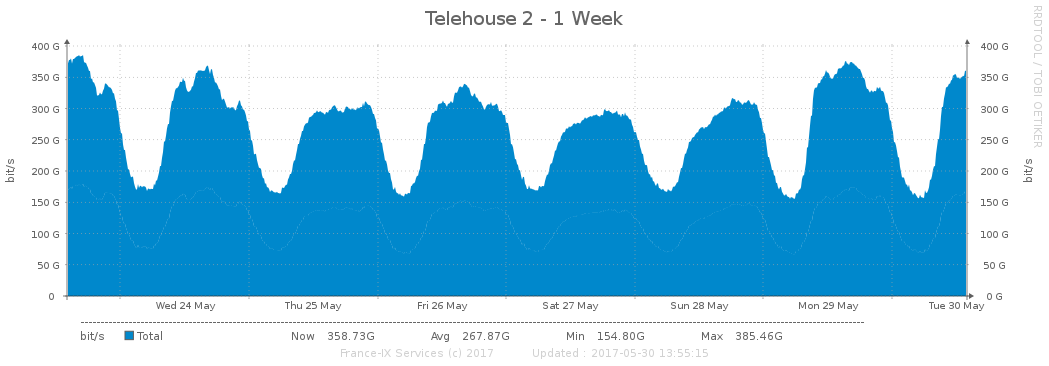 Telehouse 2 - 1 Week
RRDTOOL / TOBI OETIKER
400 G 400 G
350 G 350 G
300 G 300 G
250 G 250 G
200 G 200 G
150 G 150 G
100 G 100 G
50 G 50 G
0 0 G
bit/s bit/s
Wed 24 May Thu 25 May Fri 26 May Sat 27 May Sun 28 May Mon 29 May Tue 30 May
bit/s Total Now 358.73G Avg 267.87G Min 154.80G Max 385.46G
France-IX Services (c) 2017 Updated : 2017-05-30 13:55:15